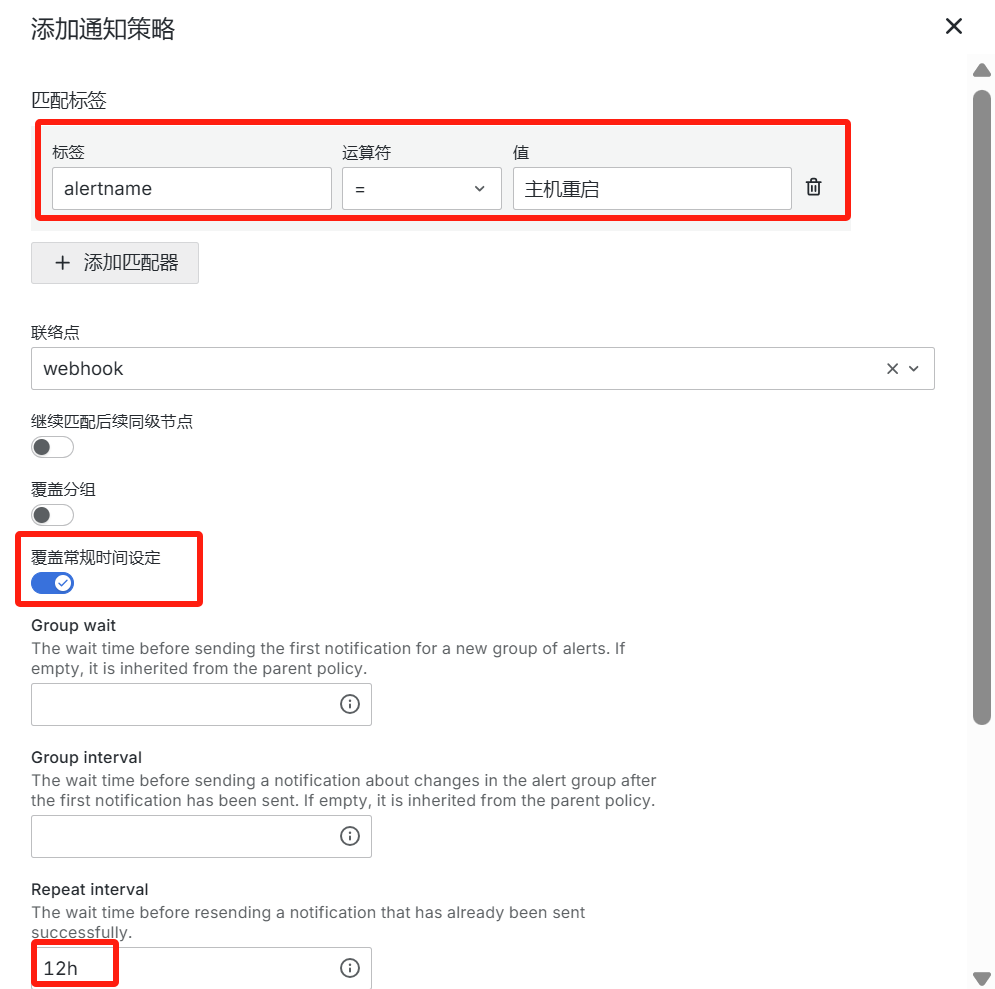 添加通知策略
匹配标签
标签 运算符 值
alertname = 主机重启
添加匹配器
联络点
webhook
继续匹配后续同级节点
覆盖分组
覆盖常规时间设定
Group wait
The wait time before sending the first notification for a new group of alerts. If
empty, it is inherited from the parent policy.
Group interval
The wait time before sending a notification about changes in the alert group after
the first notification has been sent. If empty, it is inherited from the parent policy.
Repeat interval
The wait time before resending a notification that has already been sent
successfully.
12h